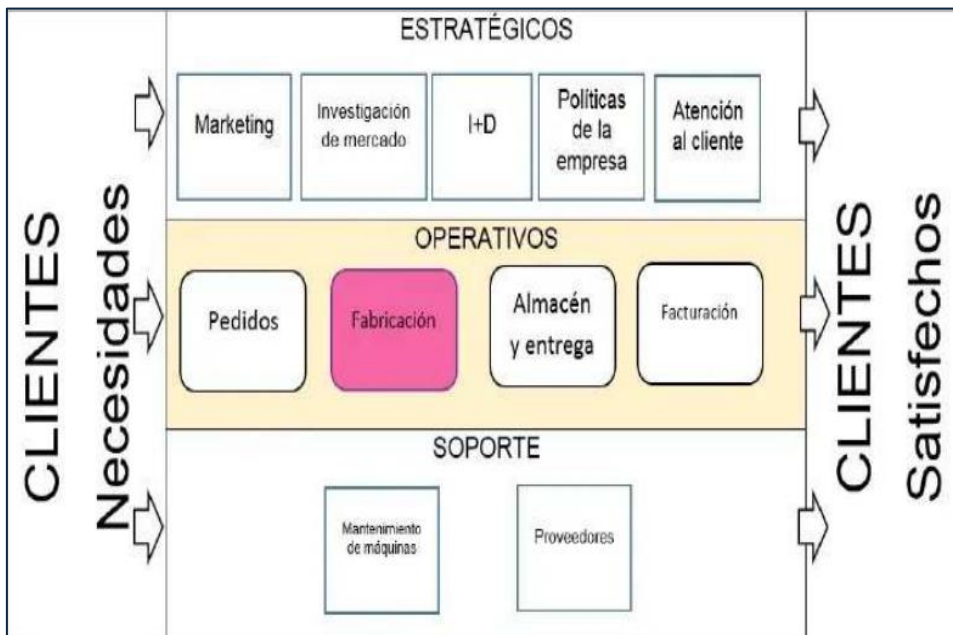 ESTRATÉGICOS
Marketing
Investigación
de mercado
I+D
Políticas
de la
empresa
Atención
al cliente
CLIENTES
Necesidades
OPERATIVOS
Pedidos
Fabricación
Almacén
y entrega
Facturación
SOPORTE
Mantenimiento
de máquinas
Proveedores
CLIENTES
Satisfechos